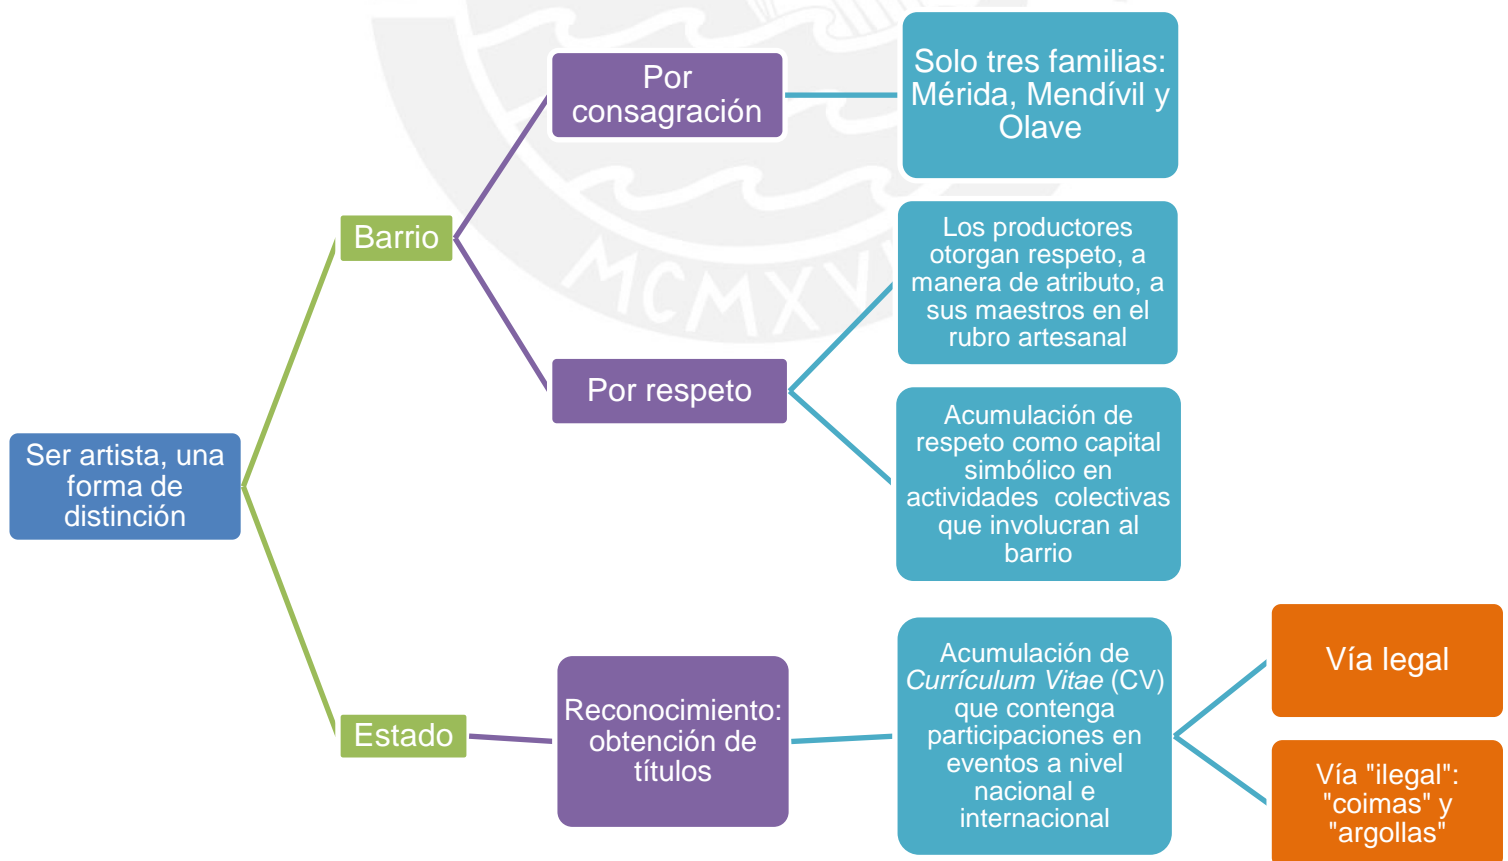 Por
consagración
Solo tres familias:
Mérida, Mendívil y
Olave
Barrio
Los productores
otorgan respeto, a
manera de atributo, a
sus maestros en el
rubro artesanal
Por respeto
Acumulación de
respeto como capital
simbólico en
actividades colectivas
que involucran al
barrio
Ser artista, una
forma de
distinción
Estado
Reconocimiento:
obtención de
títulos
Acumulación de
Currículum Vitae (CV)
que contenga
participaciones en
eventos a nivel
nacional e
internacional
Vía legal
Vía "ilegal":
"coimas" y
"argollas"